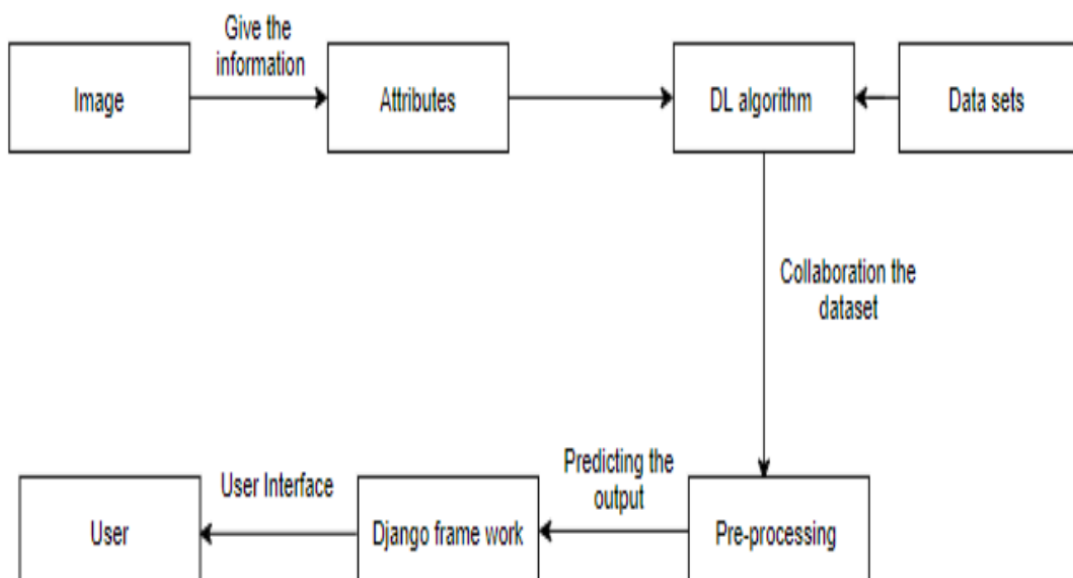 Give the
information
Image
Attributes
DL algorithm
Data sets
Collaboration the
dataset
Predicting the
output
User Interface
User
Django frame work
Pre-processing